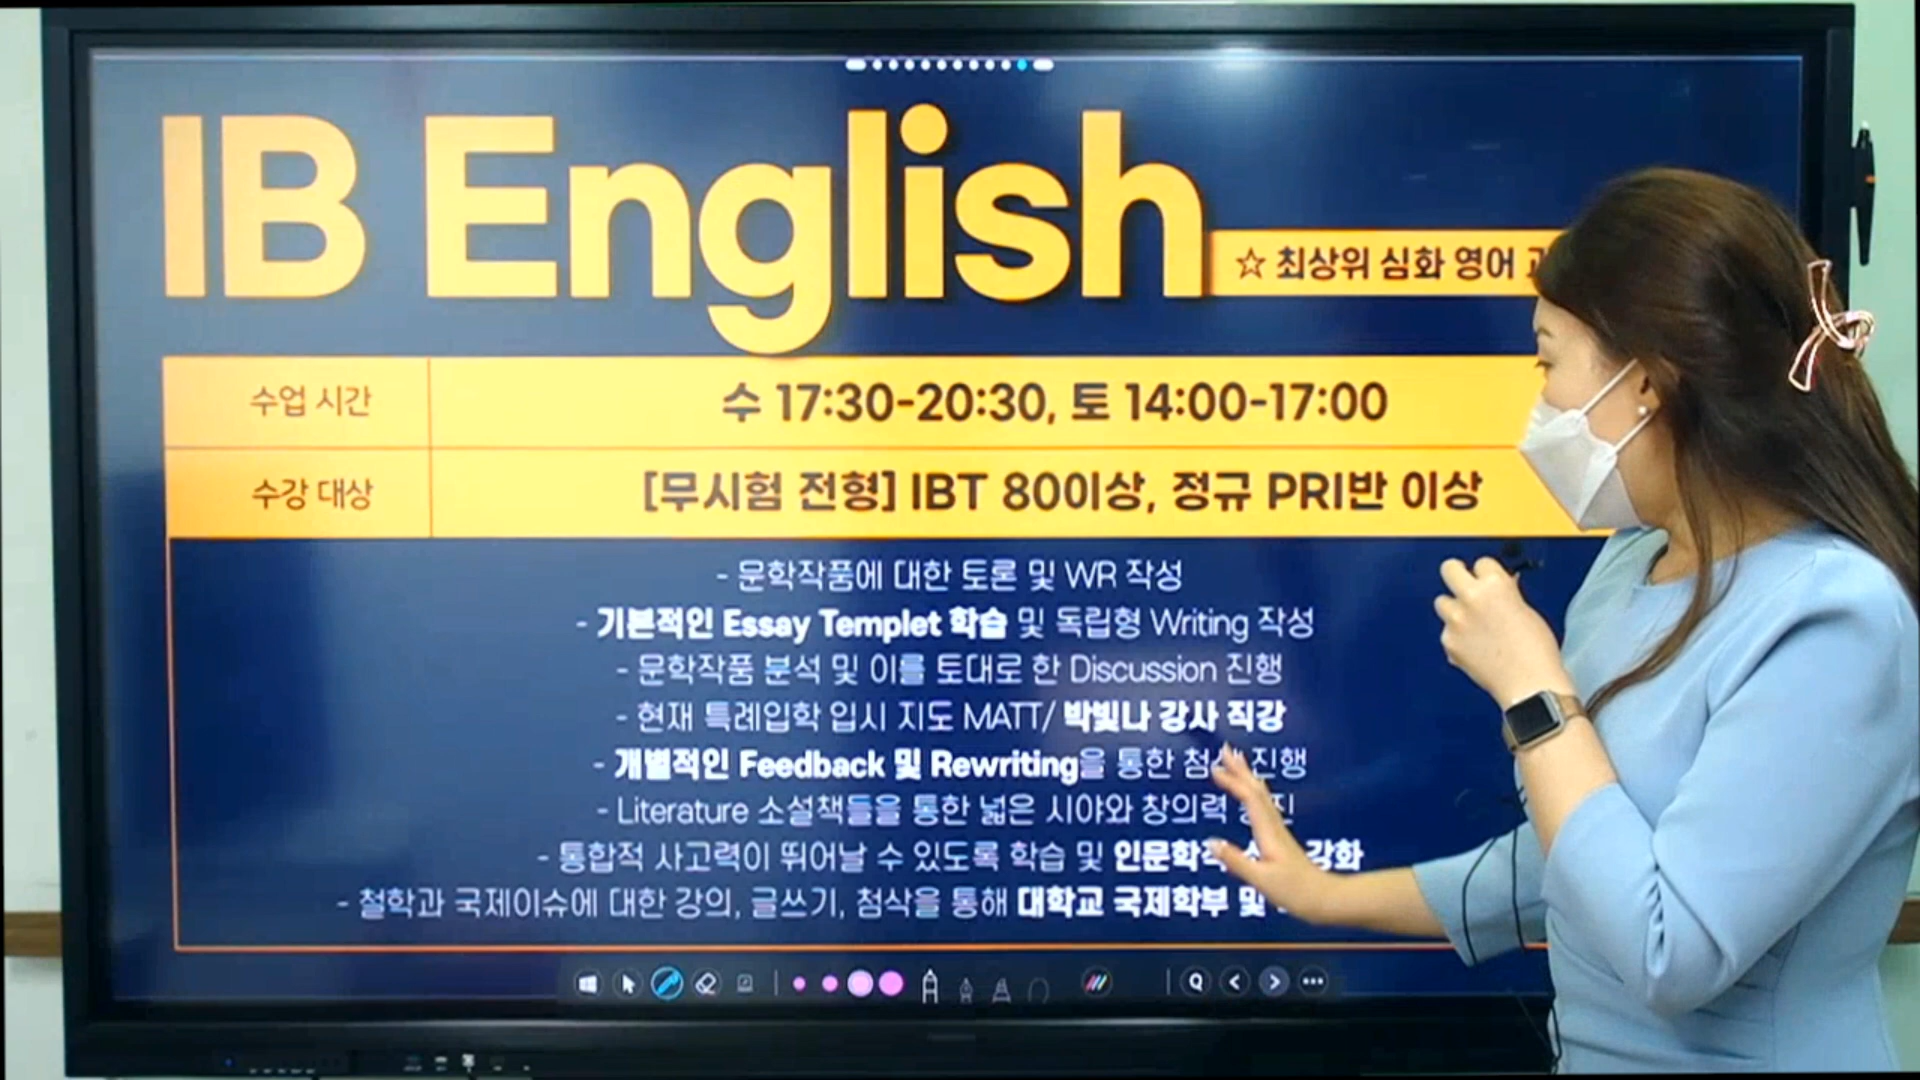 IB English
☆ 최상위 심화 영어
수업 시간
수 17:30-20:30, 토 14:00-17:00
수강 대상
[무시험 전형] IBT 80이상, 정규 PRI반 이상
- 문학작품에 대한 토론 및 WR 작성
- 기본적인 Essay Templet 학습 및 독립형 Writing 작성
- 문학작품 분석 및 이를 토대로 한 Discussion 진행
- 현재 특례입학 입시 지도 MATT/ 박빛나 강사 직강
- 개별적인 Feedback 및 Rewriting을 통한 첨삭 진행
- Literature 소설책들을 통한 넓은 시야와 창의력
- 통합적 사고력이 뛰어날 수 있도록 학습 및 인문학적 강화
- 철학과 국제이슈에 대한 강의, 글쓰기, 첨삭을 통해 대학교 국제학부 및